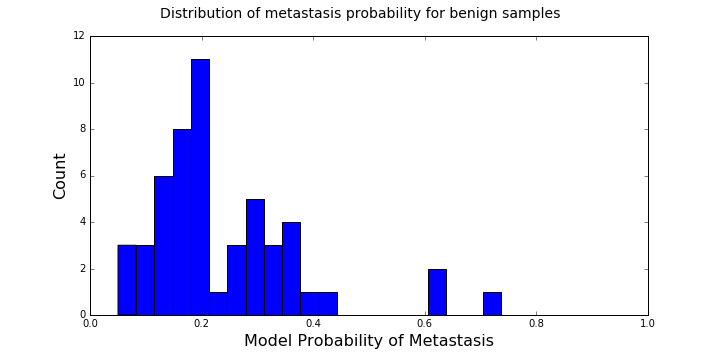 Distribution of metastasis probability for benign samples
12
10
8
6
4
2
0
Count
0.0 0.2 0.4 0.6 0.8 1.0
Model Probability of Metastasis